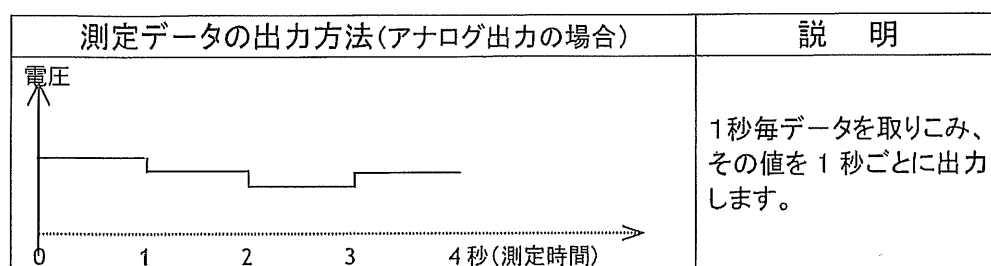 測定データの出力方法(アナログ出力の場合)
説 明
電圧
1秒毎データを取りこみ、
その値を 1 秒ごとに出力
します。
0 1 2 3 4秒(測定時間)